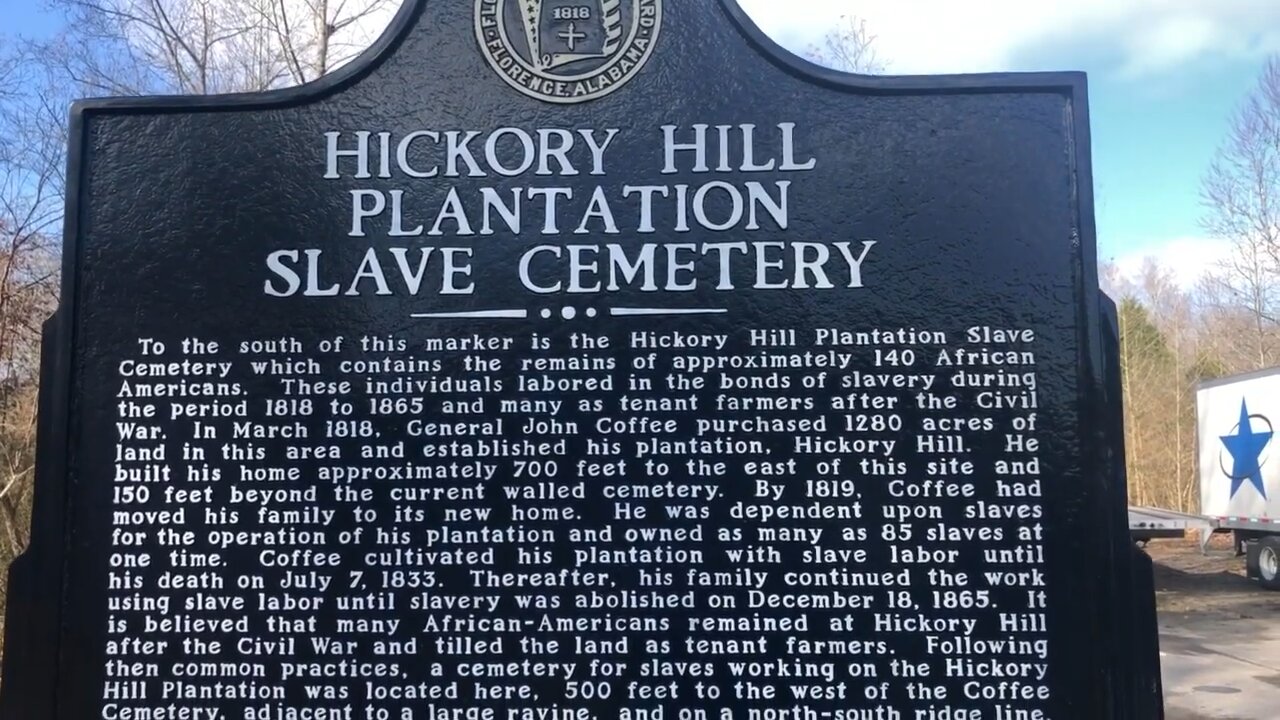 1818
FLORENCE, ALABAMA
HICKORY HILL
PLANTATION
SLAVE CEMETERY
To the south of this marker is the Hickory Hill Plantation Slave
Cemetery which contains the remains of approximately 140 African
Americans. These individuals labored in the bonds of slavery during
the period 1818 to 1865 and many as tenant farmers after the Civil
War. In March 1818, General John Coffee purchased 1280 acres of
land in this area and established his plantation, Hickory Hill. He
built his home approximately 700 feet to the east of this site and
150 feet beyond the current walled cemetery. By 1819, Coffee had
moved his family to its new home. He was dependent upon slaves
for the operation of his plantation and owned as many as 85 slaves at
one time. Coffee cultivated his plantation with slave labor until
his death on July 7, 1833. Thereafter, his family continued the work
using slave labor until slavery was abolished on December 18, 1865. It
is believed that many African-Americans remained at Hickory Hill
after the Civil War and tilled the land as tenant farmers. Following
then common practices, a cemetery for slaves working on the Hickory
Hill Plantation was located here, 500 feet to the west of the Coffee
Cemetery, adjacent to a large ravine, and on a north-south ridge line.